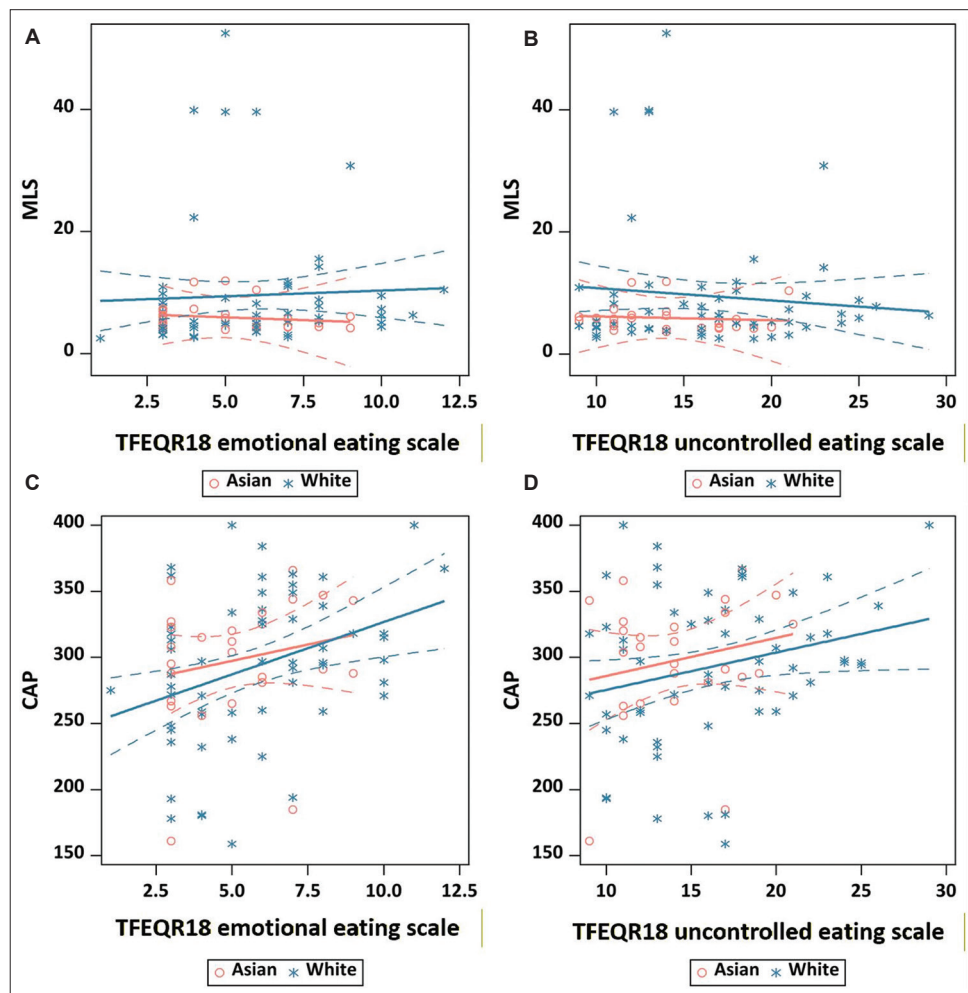 A
B
MLS
40
20
0
2.5 5.0 7.5 10.0 12.5
TFEQR18 emotional eating scale
Asian White
MLS
40
20
0
10 15 20 25 30
TFEQR18 uncontrolled eating scale
Asian White
C
D
CAP
400
350
300
250
200
150
2.5 5.0 7.5 10.0 12.5
TFEQR18 emotional eating scale
Asian White
CAP
400
350
300
250
200
150
10 15 20 25 30
TFEQR18 uncontrolled eating scale
Asian White